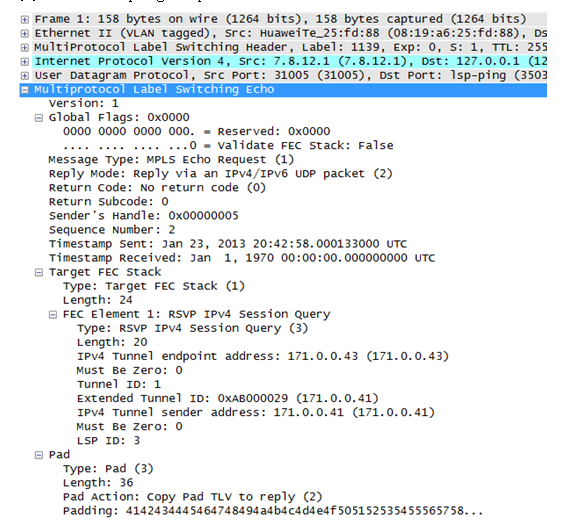 Frame 1: 158 bytes on wire (1264 bits), 158 bytes captured (1264 bits)
Ethernet II (VLAN tagged), Src: HuaweiTe_25:fd:88 (08:19:a6:25:fd:88), Ds
MultiProtocol Label Switching Header, Label: 1139, Exp: 0, S: 1, TTL: 255
Internet Protocol Version 4, Src: 7.8.12.1 (7.8.12.1), Dst: 127.0.0.1 (12
User Datagram Protocol, Src Port: 31005 (31005), Dst Port: lsp-ping (3503
Multiprotocol Label Switching Echo
Version: 1
Global Flags: 0x0000
0000 0000 0000 000. = Reserved: 0x0000
.... .... .... ...0 = Validate FEC Stack: False
Message Type: MPLS Echo Request (1)
Reply Mode: Reply via an IPv4/IPv6 UDP packet (2)
Return Code: No return code (0)
Return Subcode: 0
Sender's Handle: 0x00000005
Sequence Number: 2
Timestamp Sent: Jan 23, 2013 20:42:58.000133000 UTC
Timestamp Received: Jan  1, 1970 00:00:00.000000000 UTC
Target FEC Stack
Type: Target FEC Stack (1)
Length: 24
FEC Element 1: RSVP IPv4 Session Query
Type: RSVP IPv4 Session Query (3)
Length: 20
IPv4 Tunnel endpoint address: 171.0.0.43 (171.0.0.43)
Must Be Zero: 0
Tunnel ID: 1
Extended Tunnel ID: 0xAB000029 (171.0.0.41)
IPv4 Tunnel sender address: 171.0.0.41 (171.0.0.41)
Must Be Zero: 0
LSP ID: 3
Pad
Type: Pad (3)
Length: 36
Pad Action: Copy Pad TLV to reply (2)
Padding: 4142434445464748494a4b4c4d4e4f505152535455565758...